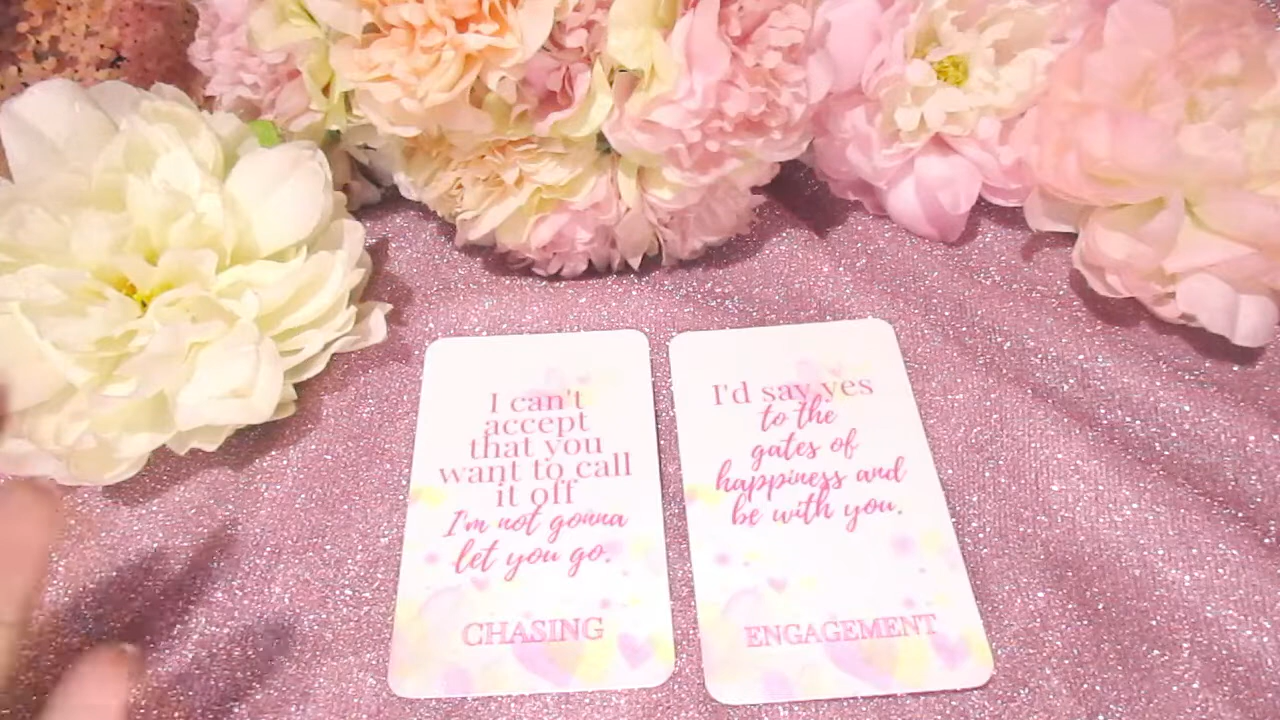 I can't
accept
that you
want to call
it off
I'm not gonna
let you go.
CHASING
I'd say yes
to the
gates of
happiness and
be with you.
ENGAGEMENT